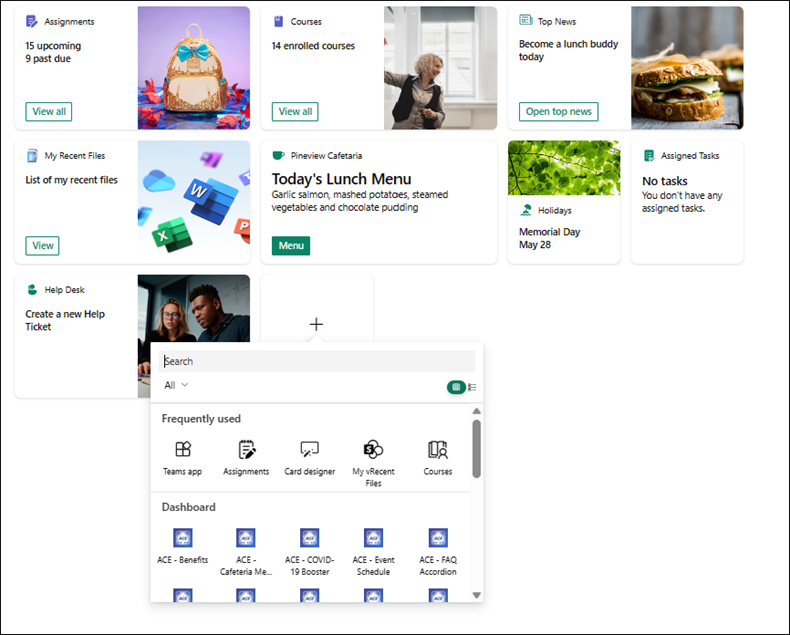 Assignments
15 upcoming
9 past due
View all
Courses
14 enrolled courses
View all
Top News
Become a lunch buddy
today
Open top news
My Recent Files
List of my recent files
View
Pineview Cafetaria
Today's Lunch Menu
Garlic salmon, mashed potatoes, steamed
vegetables and chocolate pudding
Menu
Holidays
Memorial Day
May 28
Assigned Tasks
No tasks
You don't have any
assigned tasks.
Help Desk
Create a new Help
Ticket
Search
All
Frequently used
Teams app
Assignments
Card designer
My vRecent
Files
Courses
Dashboard
ACE - Benefits
ACE -
Cafeteria Me...
ACE - COVID-
19 Booster
ACE - Event
Schedule
ACE - FAQ
Accordion